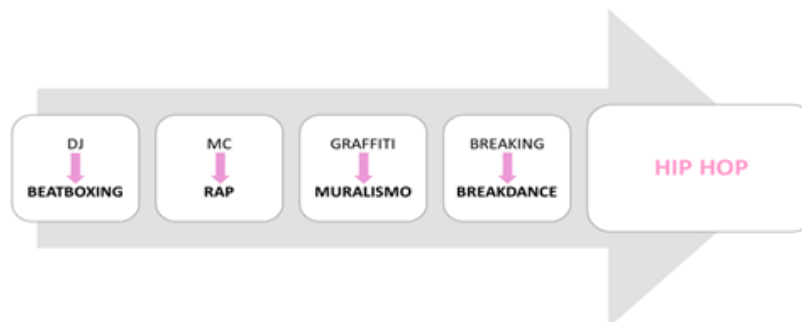 DJ
BEATBOXING
MC
RAP
GRAFFITI
MURALISMO
BREAKING
BREAKDANCE
HIP HOP